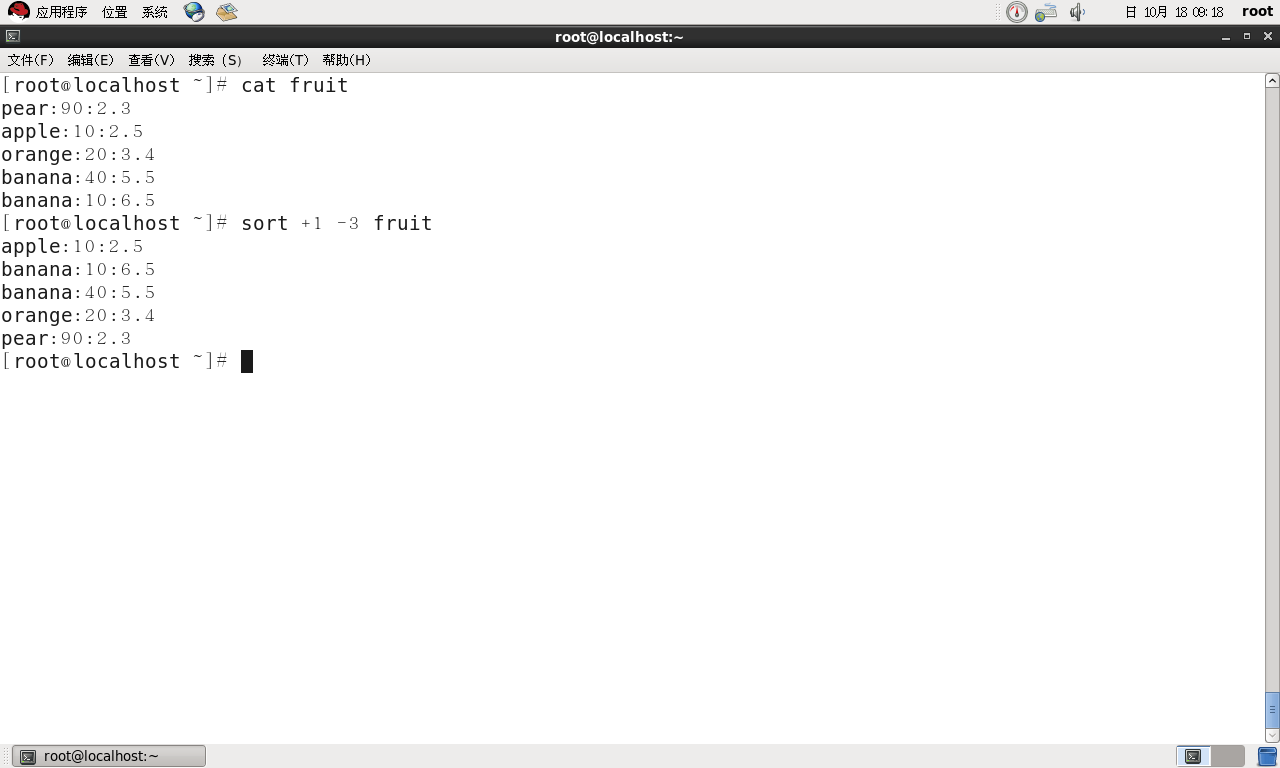 应用程序 位置 系统 日 10月 18 09:18 root
root@localhost:~
文件(F) 编辑(E) 查看(V) 搜索 (S) 终端(T) 帮助(H)
[root@localhost ~]# cat fruit
pear:90:2.3
apple:10:2.5
orange:20:3.4
banana:40:5.5
banana:10:6.5
[root@localhost ~]# sort +1 -3 fruit
apple:10:2.5
banana:10:6.5
banana:40:5.5
orange:20:3.4
pear:90:2.3
[root@localhost ~]#
root@localhost:~